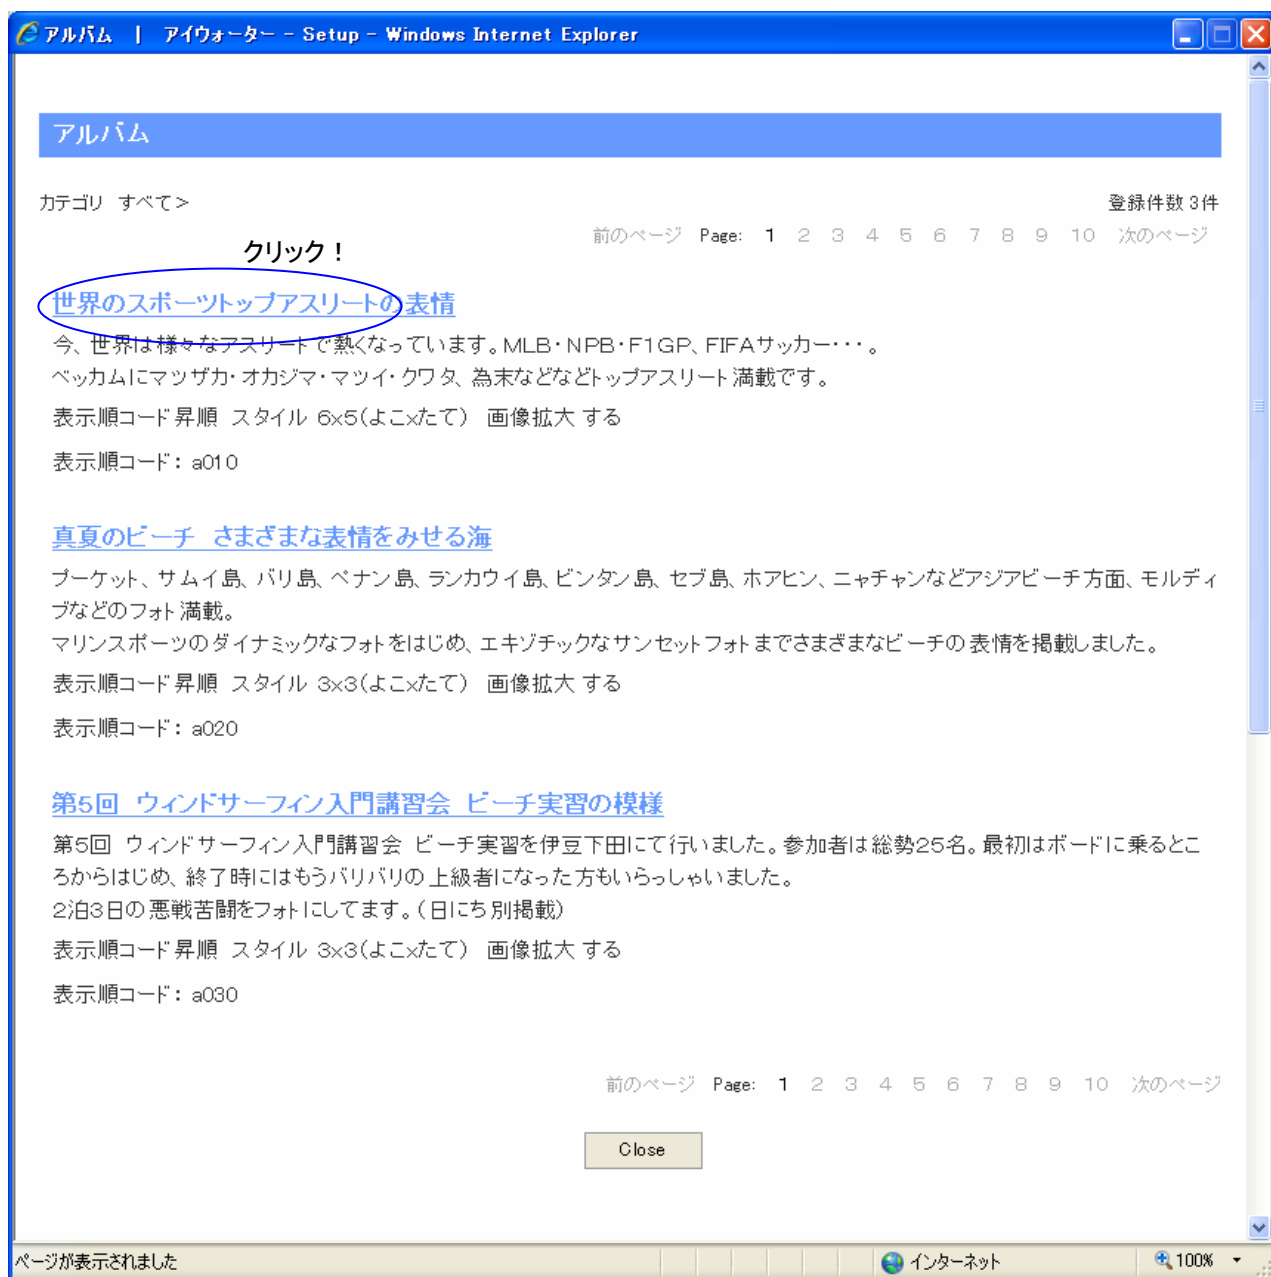 アルバム | アイウォーター - Setup - Windows Internet Explorer
アルバム
カテゴリ すべて >
登録件数 3件
前のページ Page: 1 2 3 4 5 6 7 8 9 10 次のページ
クリック！
世界のスポーツトップアスリートの表情
今、世界は様々なアスリートで熱くなっています。MLB・NPB・F1GP、FIFAサッカー・・・。
ベッカムにマツザカ・オカジマ・マツイ・クワタ、為末などなどトップアスリート満載です。
表示順コード昇順 スタイル 6x5(よこxたて) 画像拡大 する
表示順コード： a010
真夏のビーチ さまざまな表情をみせる海
プーケット、サムイ島、バリ島、ペナン島、ランカウイ島、ビンタン島、セブ島、ホアヒン、ニャチャンなどアジアビーチ方面、モルディ
ブなどのフォト満載。
マリンスポーツのダイナミックなフォトをはじめ、エキゾチックなサンセットフォトまでさまざまなビーチの表情を掲載しました。
表示順コード昇順 スタイル 3x3(よこxたて) 画像拡大 する
表示順コード： a020
第5回 ウィンドサーフィン入門講習会 ビーチ実習の模様
第5回 ウィンドサーフィン入門講習会 ビーチ実習を伊豆下田にて行いました。参加者は総勢25名。最初はボードに乗るとこ
ろからはじめ、終了時にはもうバリバリの上級者になった方もいらっしゃいました。
2泊3日の悪戦苦闘をフォトにしてます。（日にち別掲載）
表示順コード昇順 スタイル 3x3(よこxたて) 画像拡大 する
表示順コード： a030
前のページ Page: 1 2 3 4 5 6 7 8 9 10 次のページ
Close
ページが表示されました
インターネット
100%